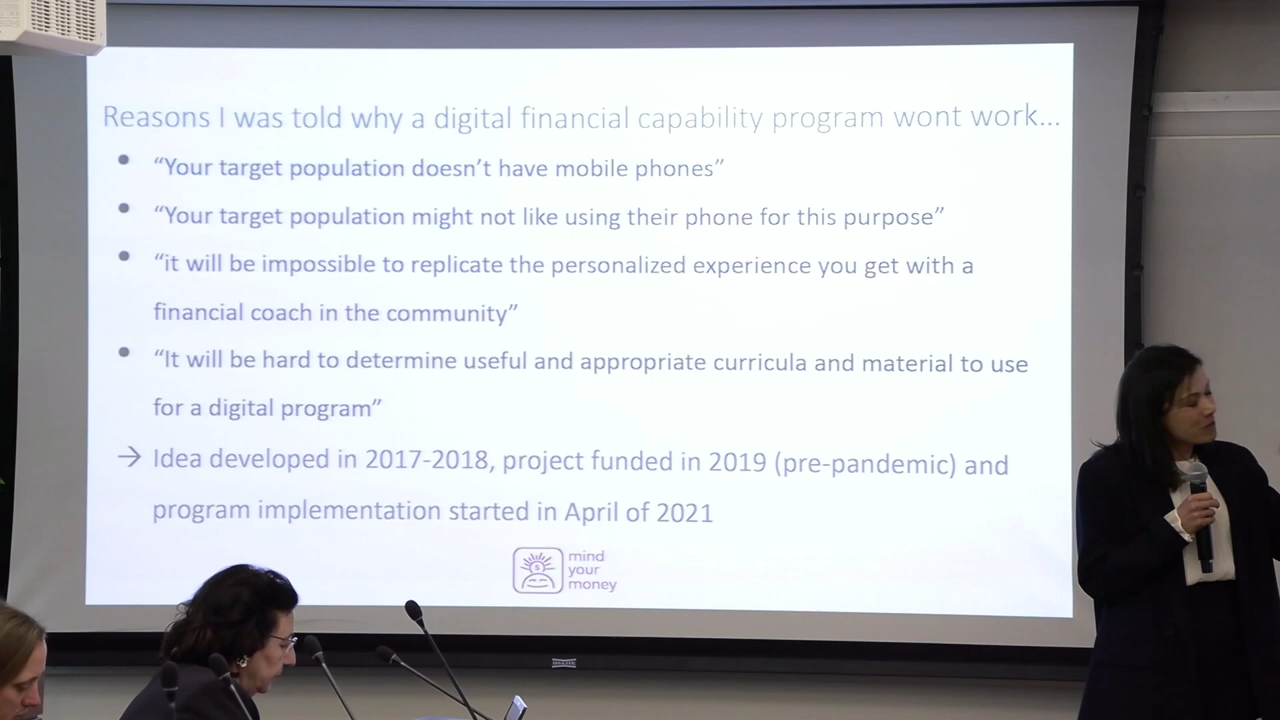 Reasons I was told why a digital financial capability program wont work...
• “Your target population doesn’t have mobile phones”
• “Your target population might not like using their phone for this purpose”
• “it will be impossible to replicate the personalized experience you get with a
financial coach in the community”
• “It will be hard to determine useful and appropriate curricula and material to use
for a digital program”
→ Idea developed in 2017-2018, project funded in 2019 (pre-pandemic) and
program implementation started in April of 2021
$
mind
your
money